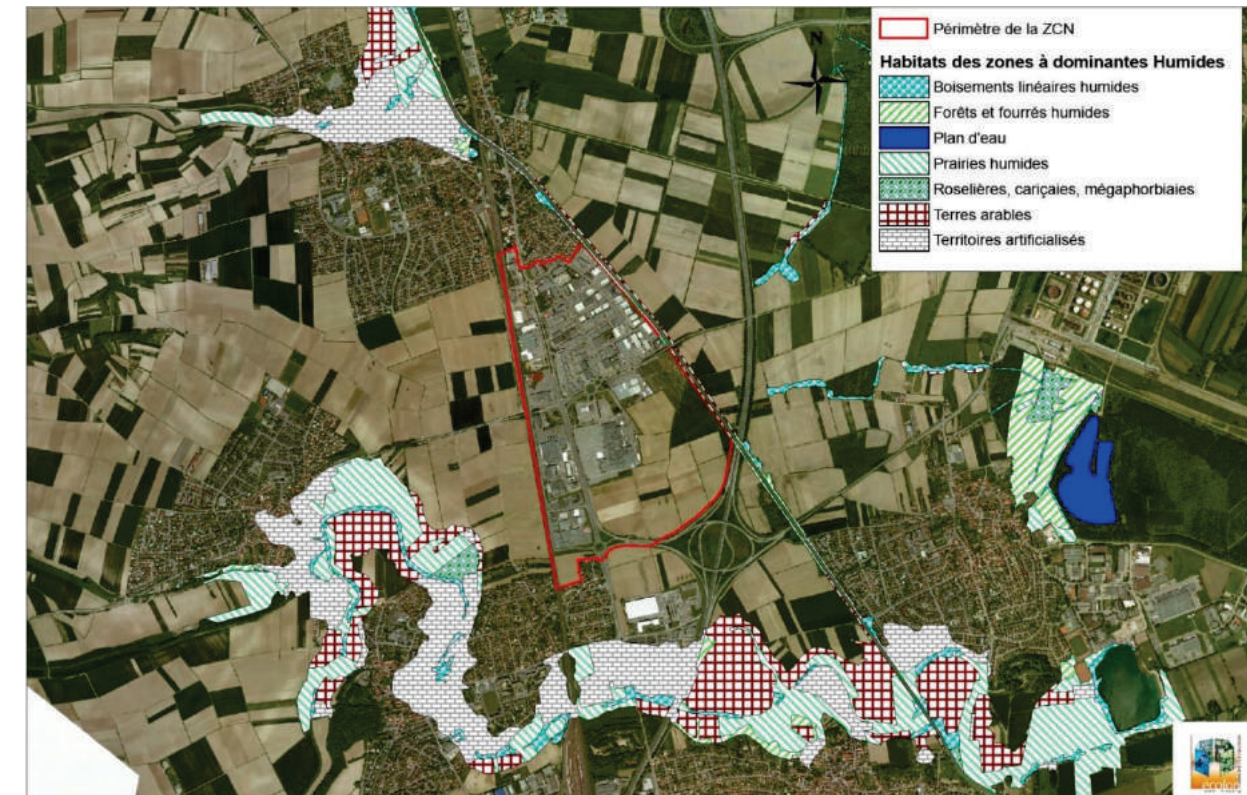 Périmètre de la ZCN
Habitats des zones à dominantes Humides
Boisements linéaires humides
Forêts et fourrés humides
Plan d'eau
Prairies humides
Roselières, cariçaies, mégaphorbiaies
Terres arables
Territoires artificialisés
N